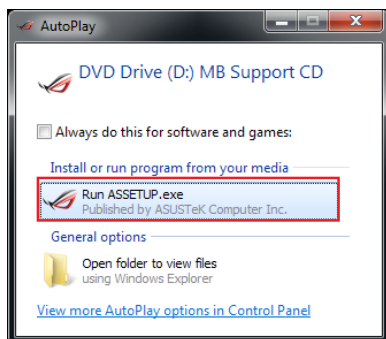 AutoPlay
DVD Drive (D:) MB Support CD
Always do this for software and games:
Install or run program from your media
Run ASSETUP.exe
Published by ASUSTeK Computer Inc.
General options
Open folder to view files
using Windows Explorer
View more AutoPlay options in Control Panel